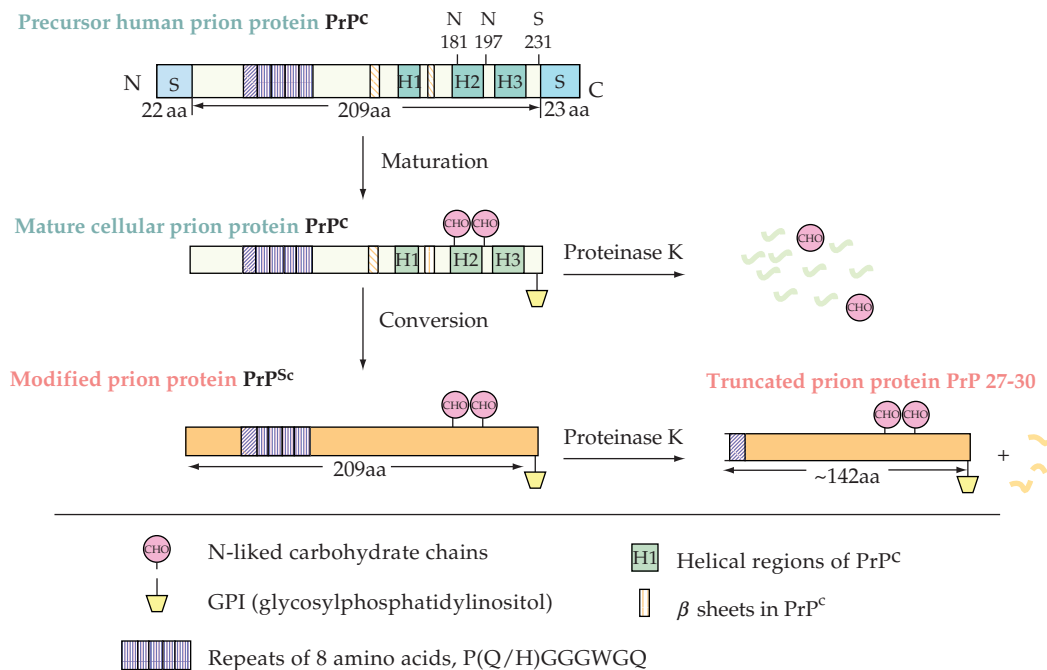 Precursor human prion protein PrPC
N 181
N 197
S 231
N
S
H1
H2
H3
S
C
22 aa
209aa
23 aa
Maturation
Mature cellular prion protein PrPC
CHO
CHO
H1
H2
H3
Proteinase K
CHO
CHO
Conversion
Modified prion protein PrPSc
Truncated prion protein PrP 27-30
CHO
CHO
Proteinase K
CHO
CHO
209aa
~142aa
+
CHO
N-liked carbohydrate chains
H1
Helical regions of PrPC
GPI (glycosylphosphatidylinositol)
β sheets in PrPc
Repeats of 8 amino acids, P(Q/H)GGGWGQ